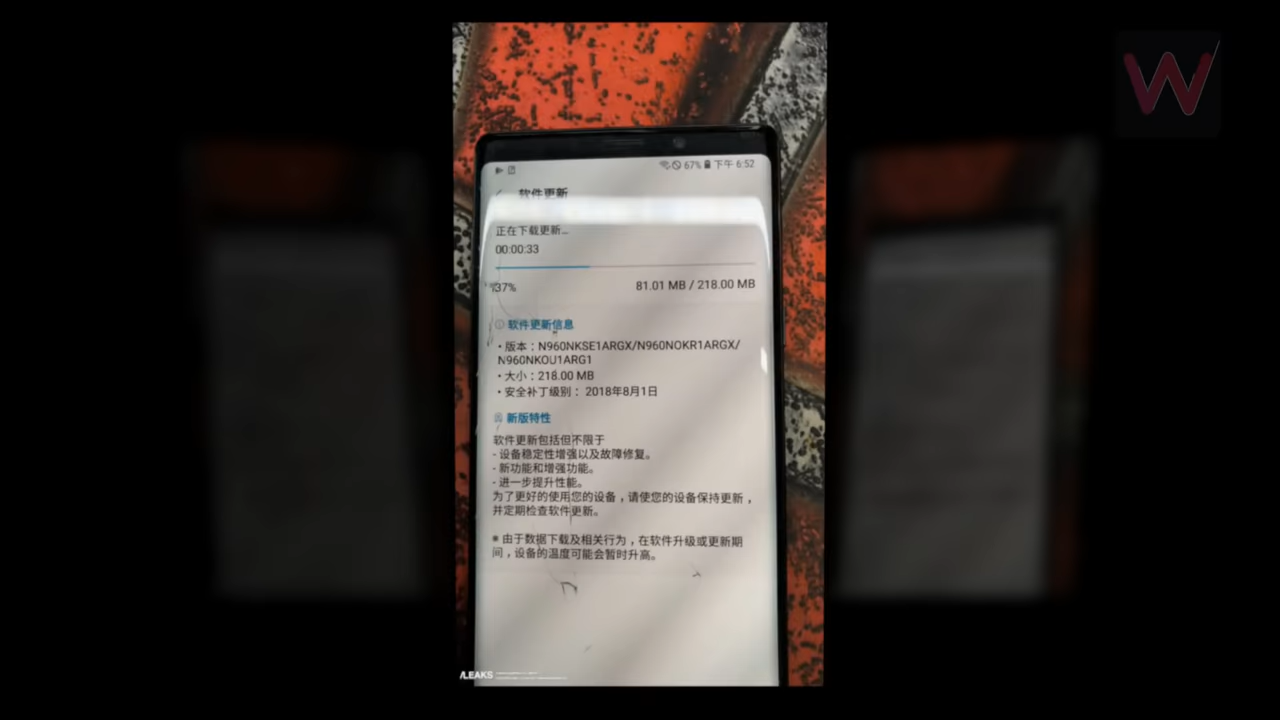 W
67% 下午 6:52
软件更新
正在下载更新...
00:00:33
37%
81.01 MB / 218.00 MB
软件更新信息
• 版本：N960NKSE1ARGX/N960NOKR1ARGX/
N960NKOU1ARG1
• 大小：218.00 MB
• 安全补丁级别： 2018年8月1日
新版特性
软件更新包括但不限于
- 设备稳定性增强以及故障修复。
- 新功能和增强功能。
- 进一步提升性能。
为了更好的使用您的设备，请使您的设备保持更新，
并定期检查软件更新。
* 由于数据下载及相关行为，在软件升级或更新期
间，设备的温度可能会暂时升高。
/LEAKS